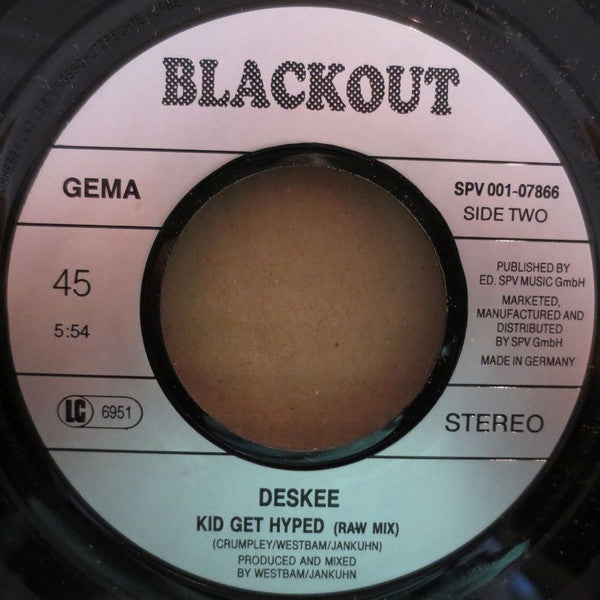 BLACKOUT
GEMA
SPV 001-07866
SIDE TWO
45
5:54
PUBLISHED BY
ED. SPV MUSIC GmbH
MARKETED,
MANUFACTURED AND
DISTRIBUTED
BY SPV GmbH
MADE IN GERMANY
LC 6951
STEREO
DESKEE
KID GET HYPED (RAW MIX)
(CRUMPLEY/WESTBAM/JANKUHN)
PRODUCED AND MIXED
BY WESTBAM/JANKUHN